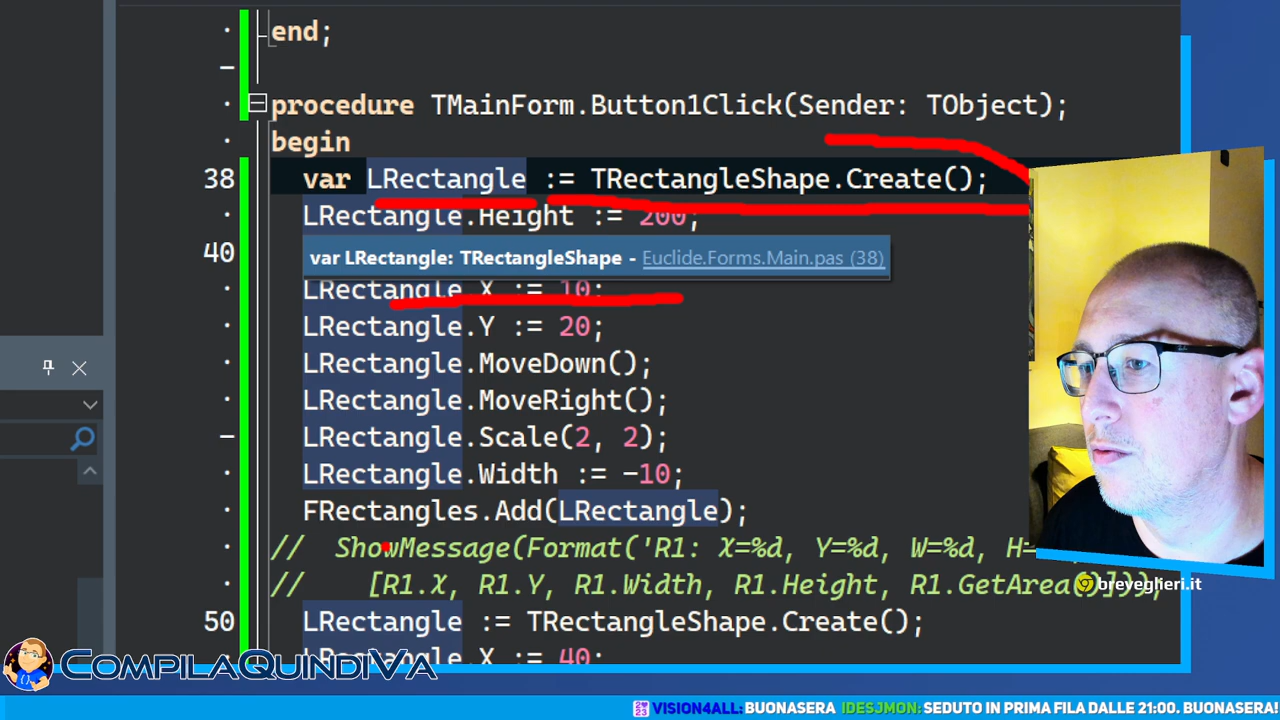 end;
procedure TMainForm.Button1Click(Sender: TObject);
begin
38 var LRectangle := TRectangleShape.Create();
LRectangle.Height := 200;
40 var LRectangle: TRectangleShape - Euclide.Forms.Main.pas (38)
LRectangle.X := 10;
LRectangle.Y := 20;
LRectangle.MoveDown();
LRectangle.MoveRight();
LRectangle.Scale(2, 2);
LRectangle.Width := -10;
FRectangles.Add(LRectangle);
// ShowMessage(Format('R1: X=%d, Y=%d, W=%d, H=
// [R1.X, R1.Y, R1.Width, R1.Height, R1.GetArea()]));
brevegheri.it
50 LRectangle := TRectangleShape.Create();
LRectangle.X := 40;
COMPILAQUINDIVA
VISION4ALL: BUONASERA IDESJMON: SEDUTO IN PRIMA FILA DALLE 21:00. BUONASERA!